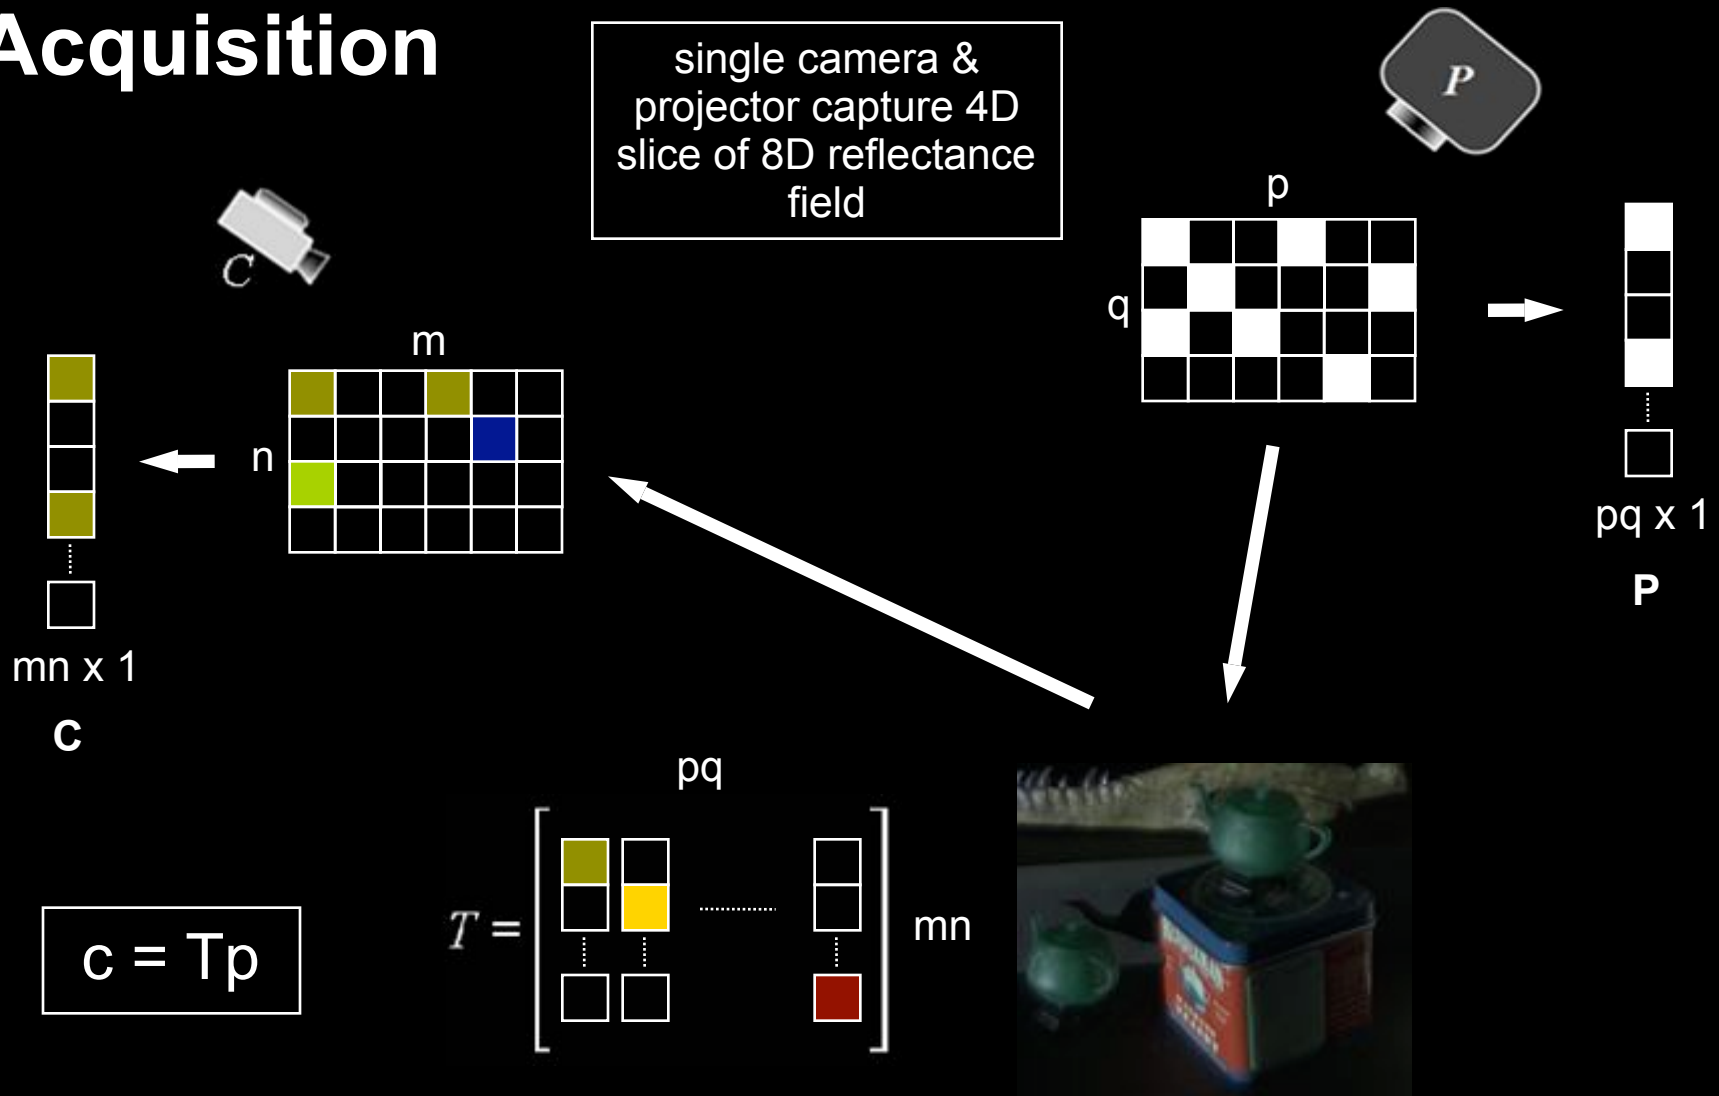 Acquisition
single camera &
projector capture 4D
slice of 8D reflectance
field
P
C
p
q
pq x 1
P
m
n
mn x 1
C
pq
T =
mn
c = Tp